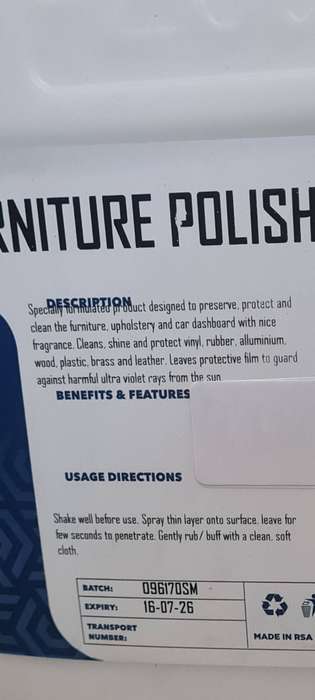 RNITURE POLISH
DESCRIPTION
Specially formulated product designed to preserve, protect and
clean the furniture, upholstery and car dashboard with nice
fragrance. Cleans, shine and protect vinyl, rubber, alluminium,
wood, plastic, brass and leather. Leaves protective film to guard
against harmful ultra violet rays from the sun
BENEFITS & FEATURES
USAGE DIRECTIONS
Shake well before use. Spray thin layer onto surface. leave for
few seconds to penetrate. Gently rub/ buff with a clean, soft
cloth.
BATCH: 096170SM
EXPIRY: 16-07-26
TRANSPORT
NUMBER:
MADE IN RSA